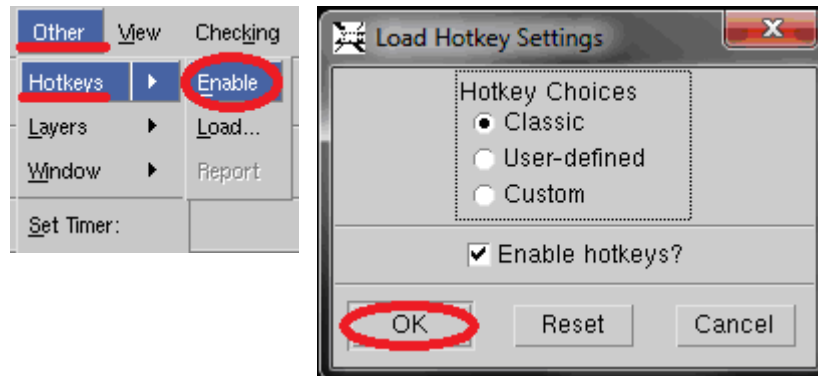 Other View Checking
Hotkeys Enable
Layers Load...
Window Report
Set Timer:
Load Hotkey Settings
Hotkey Choices
Classic
User-defined
Custom
Enable hotkeys?
OK Reset Cancel